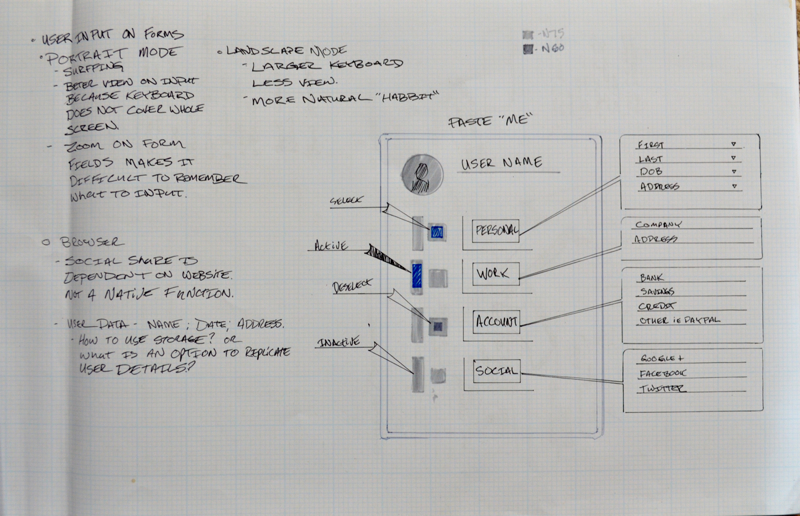 USER INPUT ON FORMS
PORTRAIT MODE
- SURFPING
- BETER VIEW ON INPUT
BECAUSE KEYBOARD
DOES NOT COVER WHOLE
SCREEN.
- ZOOM ON FORM
FIELDS MAKES IT
DIFFICULT TO REMEMBER
WHAT TO INPUT.
LANDSCAPE MODE
- LARGER KEYBOARD
LESS VIEW.
- MORE NATURAL "HABBIT"
BROWSER
- SOCIAL SHARE IS
DEPENDENT ON WEBSITE.
NOT A NATIVE FUNCTION.
- USER DATA - NAME; DATE; ADDRESS.
- HOW TO USE STORAGE? OR
WHAT IS AN OPTION TO REPLICATE
USER DETAILS?
- N75
- N60
PASTE "ME"
USER NAME
SELECT
ACTIVE
DESELECT
INACTIVE
PERSONAL
WORK
ACCOUNT
SOCIAL
FIRST
LAST
DOB
ADDRESS
COMPANY
ADDRESS
BANK
SAVINGS
CREDIT
OTHER ie PAYPAL
GOOGLE+
FACEBOOK
TWITTER